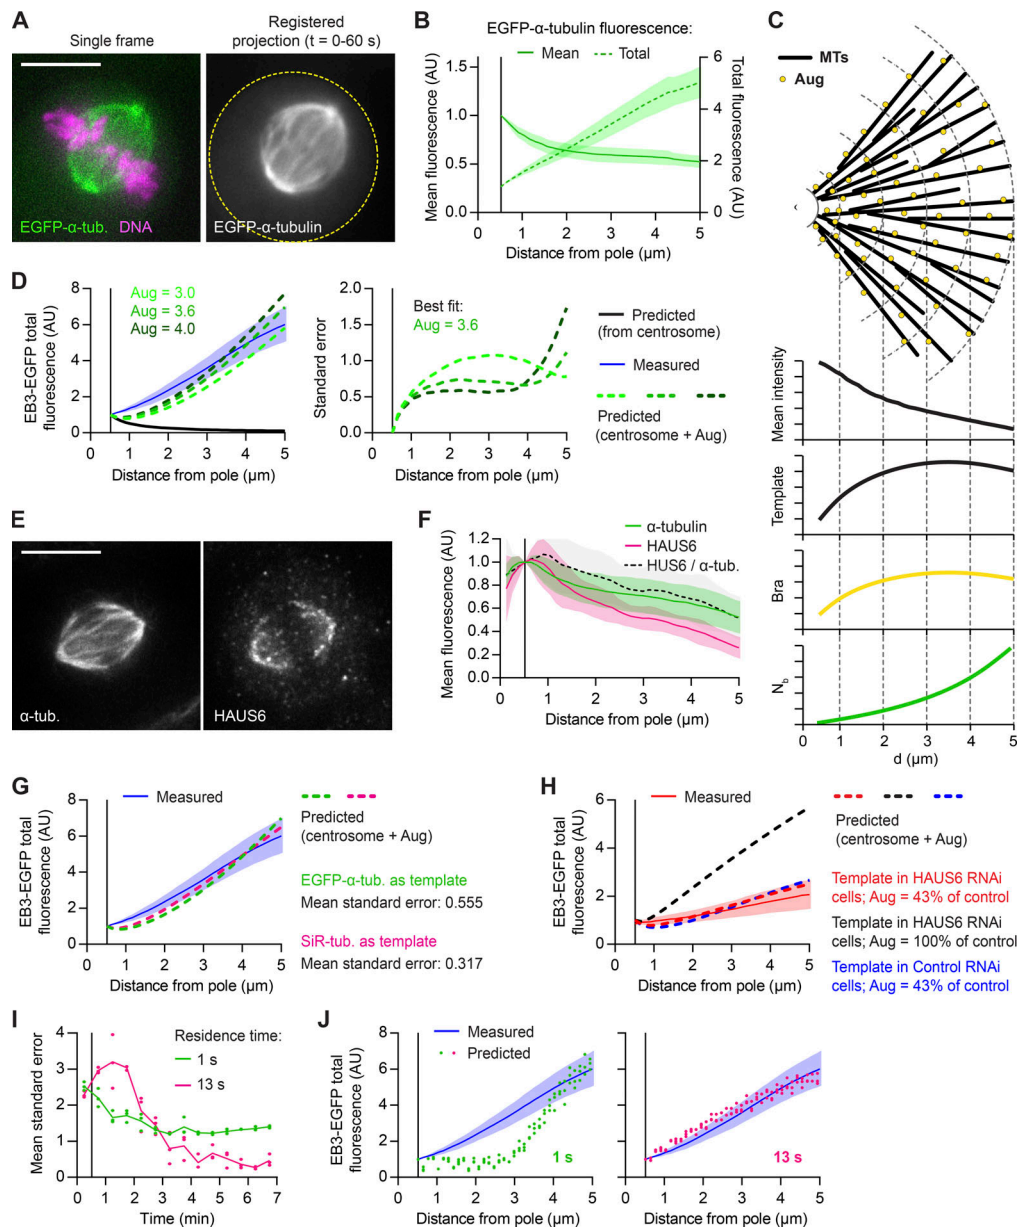 A
Single frame
Registered
projection (t = 0-60 s)
EGFP-α-tub. DNA
EGFP-α-tubulin
B
EGFP-α-tubulin fluorescence:
Mean
Total
Mean fluorescence (AU)
1.5
1.0
0.5
0.0
Total fluorescence (AU)
6
4
2
0
0 1 2 3 4 5
Distance from pole (µm)
C
MTs
Aug
Mean intensity
Template
Bra
N_b
1 2 3 4 5
d (µm)
D
EB3-EGFP total
fluorescence (AU)
8
6
4
2
0
Aug = 3.0
Aug = 3.6
Aug = 4.0
0 1 2 3 4 5
Distance from pole (µm)
Standard error
2.0
1.5
1.0
0.5
0.0
Best fit:
Aug = 3.6
0 1 2 3 4 5
Distance from pole (µm)
Predicted
(from centrosome)
Measured
Predicted
(centrosome + Aug)
E
α-tub.
HAUS6
F
Mean fluorescence (AU)
1.2
1.0
0.8
0.6
0.4
0.2
0.0
α-tubulin
HAUS6
HUS6 / α-tub.
0 1 2 3 4 5
Distance from pole (µm)
G
EB3-EGFP total
fluorescence (AU)
8
6
4
2
0
Measured
0 1 2 3 4 5
Distance from pole (µm)
Predicted
(centrosome + Aug)
EGFP-α-tub. as template
Mean standard error: 0.555
SiR-tub. as template
Mean standard error: 0.317
H
EB3-EGFP total
fluorescence (AU)
6
4
2
0
Measured
0 1 2 3 4 5
Distance from pole (µm)
Predicted
(centrosome + Aug)
Template in HAUS6 RNAi
cells; Aug = 43% of control
Template in HAUS6 RNAi
cells; Aug = 100% of control
Template in Control RNAi
cells; Aug = 43% of control
I
Mean standard error
4
3
2
1
0
Residence time:
1 s
13 s
0 1 2 3 4 5 6 7
Time (min)
J
EB3-EGFP total
fluorescence (AU)
8
6
4
2
0
Measured
Predicted
1 s
0 1 2 3 4 5
Distance from pole (µm)
13 s
0 1 2 3 4 5
Distance from pole (µm)